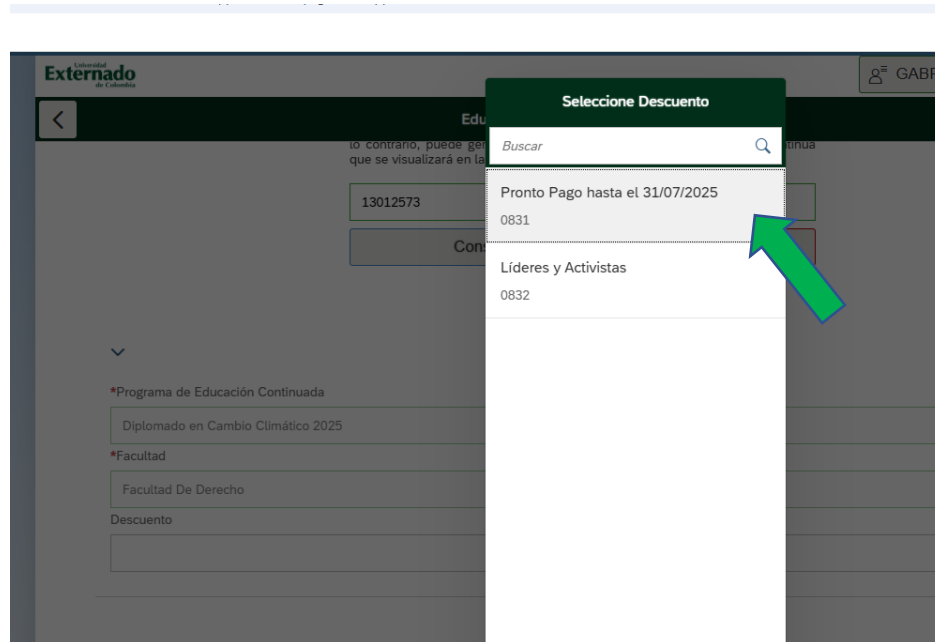 Universidad
Externado
de Colombia
GABR
Edu
Seleccione Descuento
lo contrario, puede ger
tinua
que se visualizará en la
Buscar
13012573
Pronto Pago hasta el 31/07/2025
0831
Cons
Líderes y Activistas
0832
*Programa de Educación Continuada
Diplomado en Cambio Climático 2025
*Facultad
Facultad De Derecho
Descuento